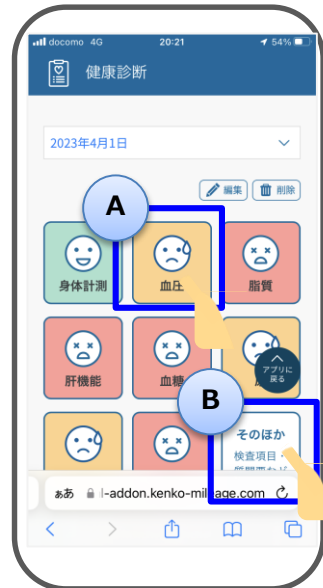 docomo 4G 20:21 54%
健康診断
2023年4月1日
編集 削除
A
身体計測 血圧 脂質
肝機能 血糖
アプリに
戻る
B
そのほか
検査項目・
ぁあ l-addon.kenko-mileage.com